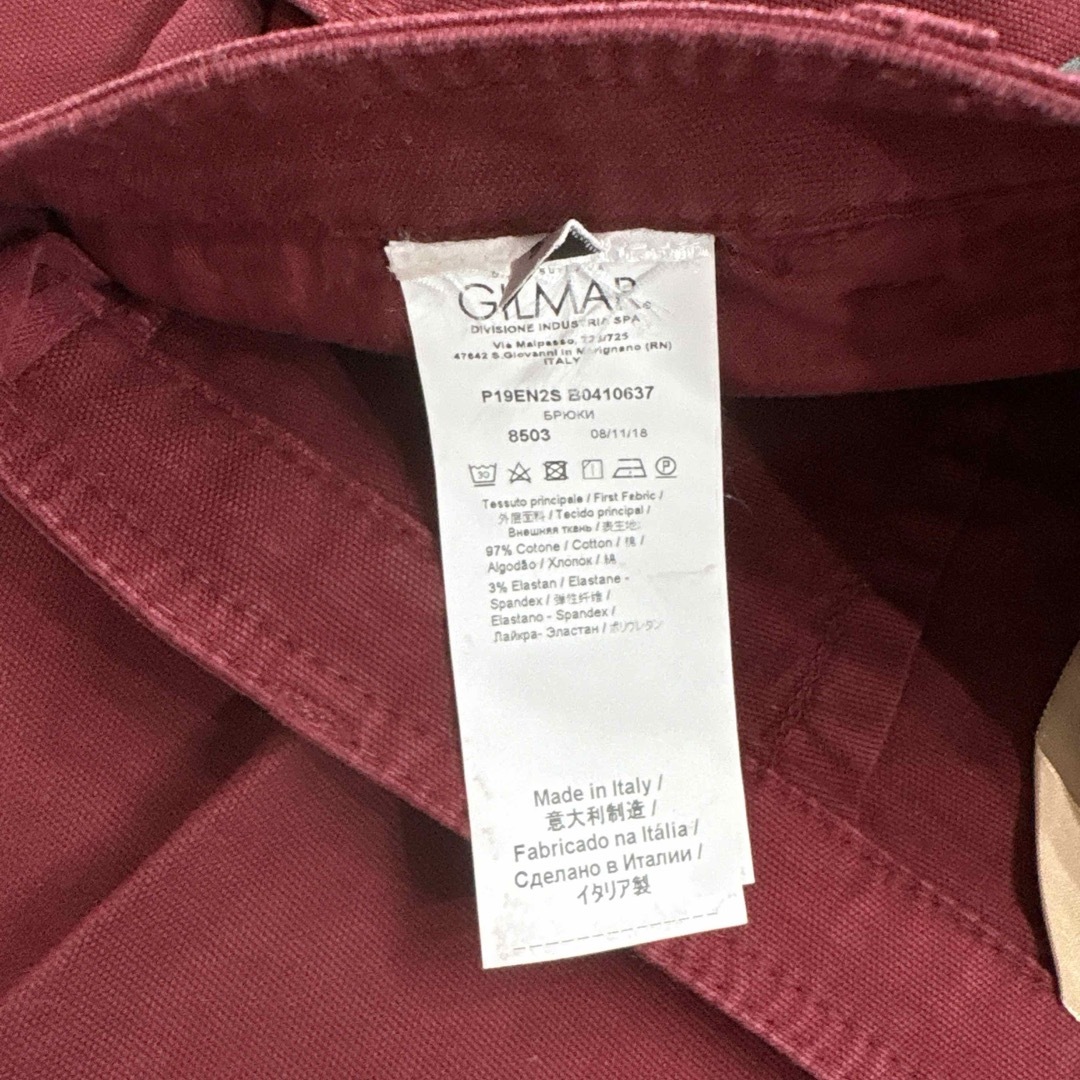 GILMAR
DIVISIONE INDUSTRIA SPA
Via Malpasso, 723/725
47842 S.Giovanni in Marignano (RN)
ITALY
P19EN2S B0410637
БРЮКИ
8503 08/11/18
30
P
Tessuto principale / First Fabric /
外层面料 / Tecido principal /
Внешняя ткань / 表生地:
97% Cotone / Cotton / 棉 /
Algodão / Хлопок / 綿
3% Elastan / Elastane -
Spandex / 弹性纤维 /
Elastano - Spandex /
Лайкра- Эластан / ポリウレタン
Made in Italy /
意大利制造 /
Fabricado na Itália /
Сделано в Италии /
イタリア製